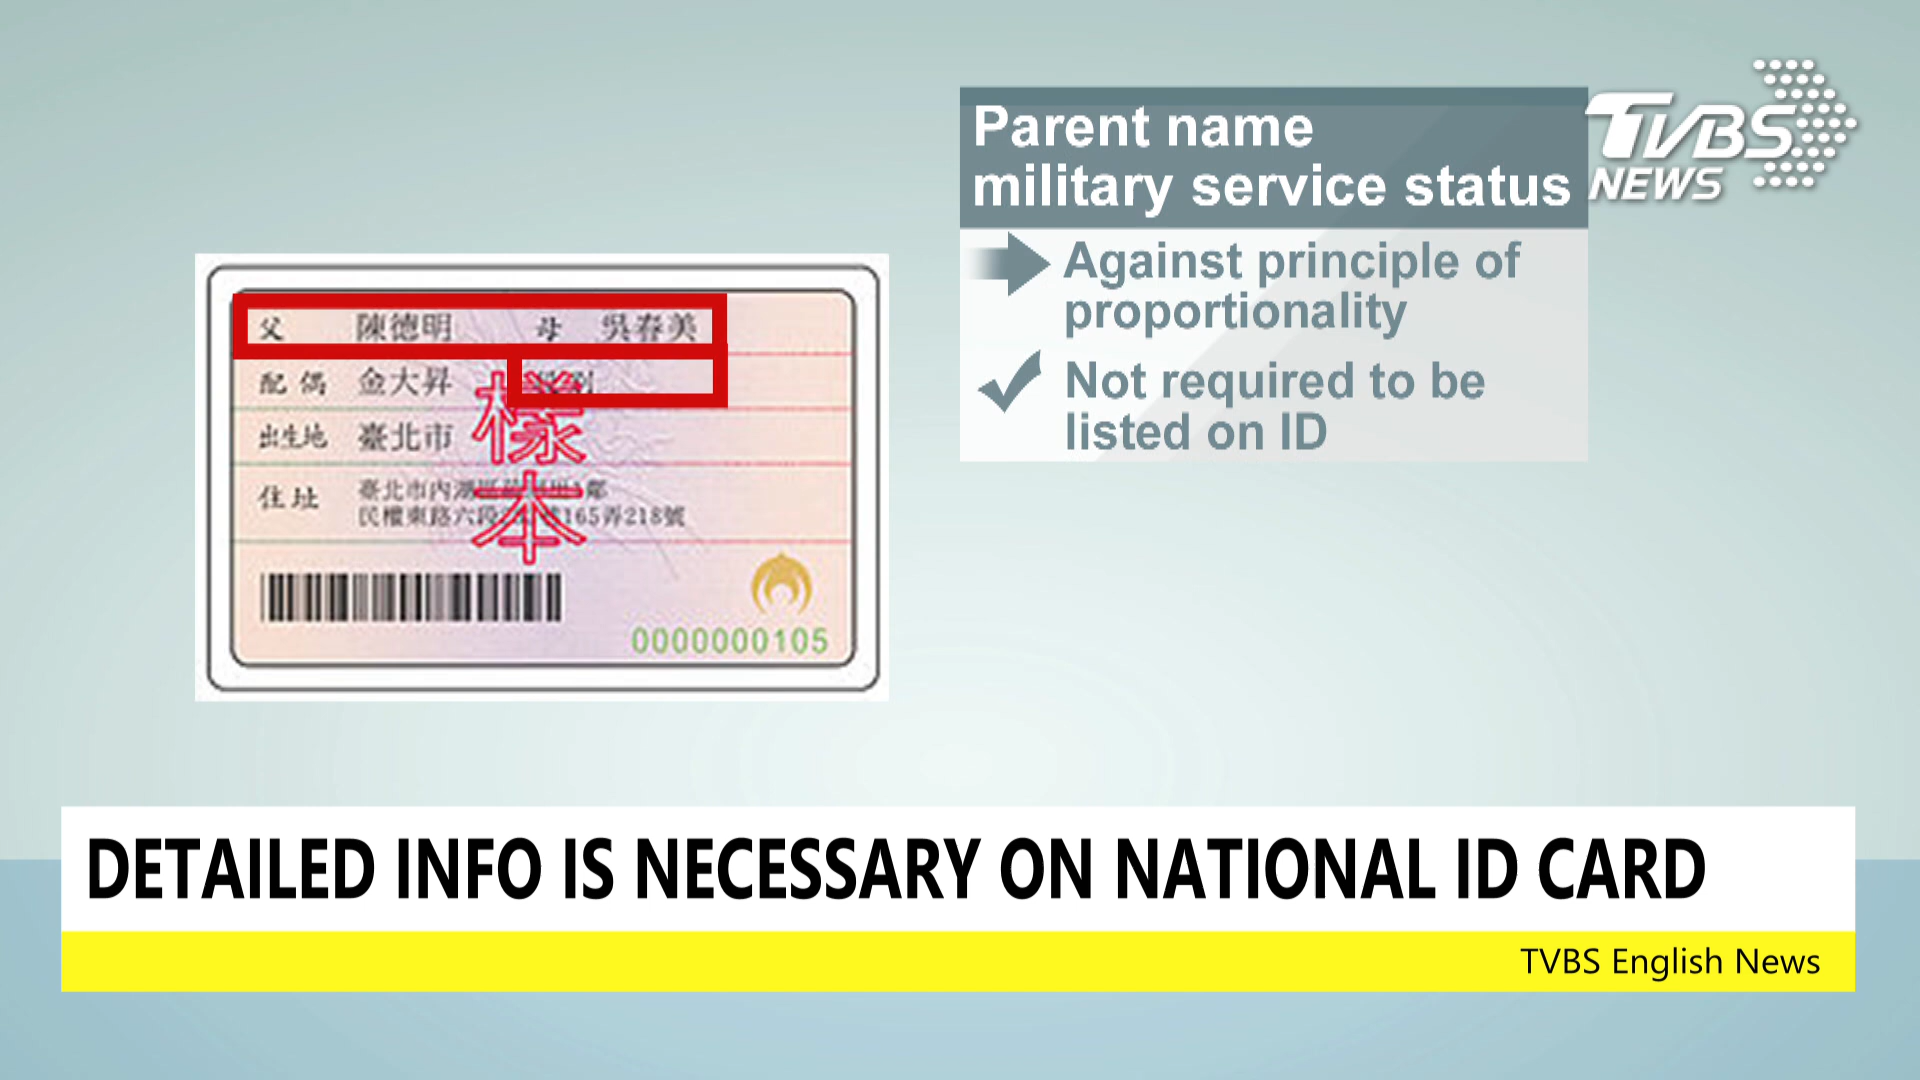 Parent name
military service status
TVBS
NEWS
Against principle of
proportionality
Not required to be
listed on ID
父 陳德明 母 吳春美
配偶 金大昇
出生地 臺北市
住址 臺北市內湖區
民權東路六段 165弄218號
樣
本
0000000105
DETAILED INFO IS NECESSARY ON NATIONAL ID CARD
TVBS English News